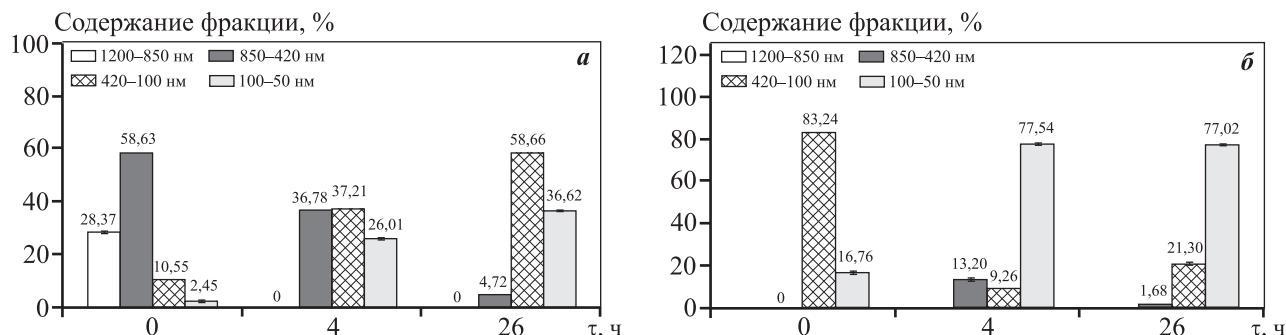 Содержание фракции, %
100
80
60
40
20
0
1200–850 нм
850–420 нм
420–100 нм
100–50 нм
а
28,37
58,63
10,55
2,45
0
36,78
37,21
26,01
0
4,72
58,66
36,62
0
4
26
τ, ч
Содержание фракции, %
120
100
80
60
40
20
0
1200–850 нм
850–420 нм
420–100 нм
100–50 нм
б
0
83,24
16,76
13,20
9,26
77,54
1,68
21,30
77,02
0
4
26
τ, ч